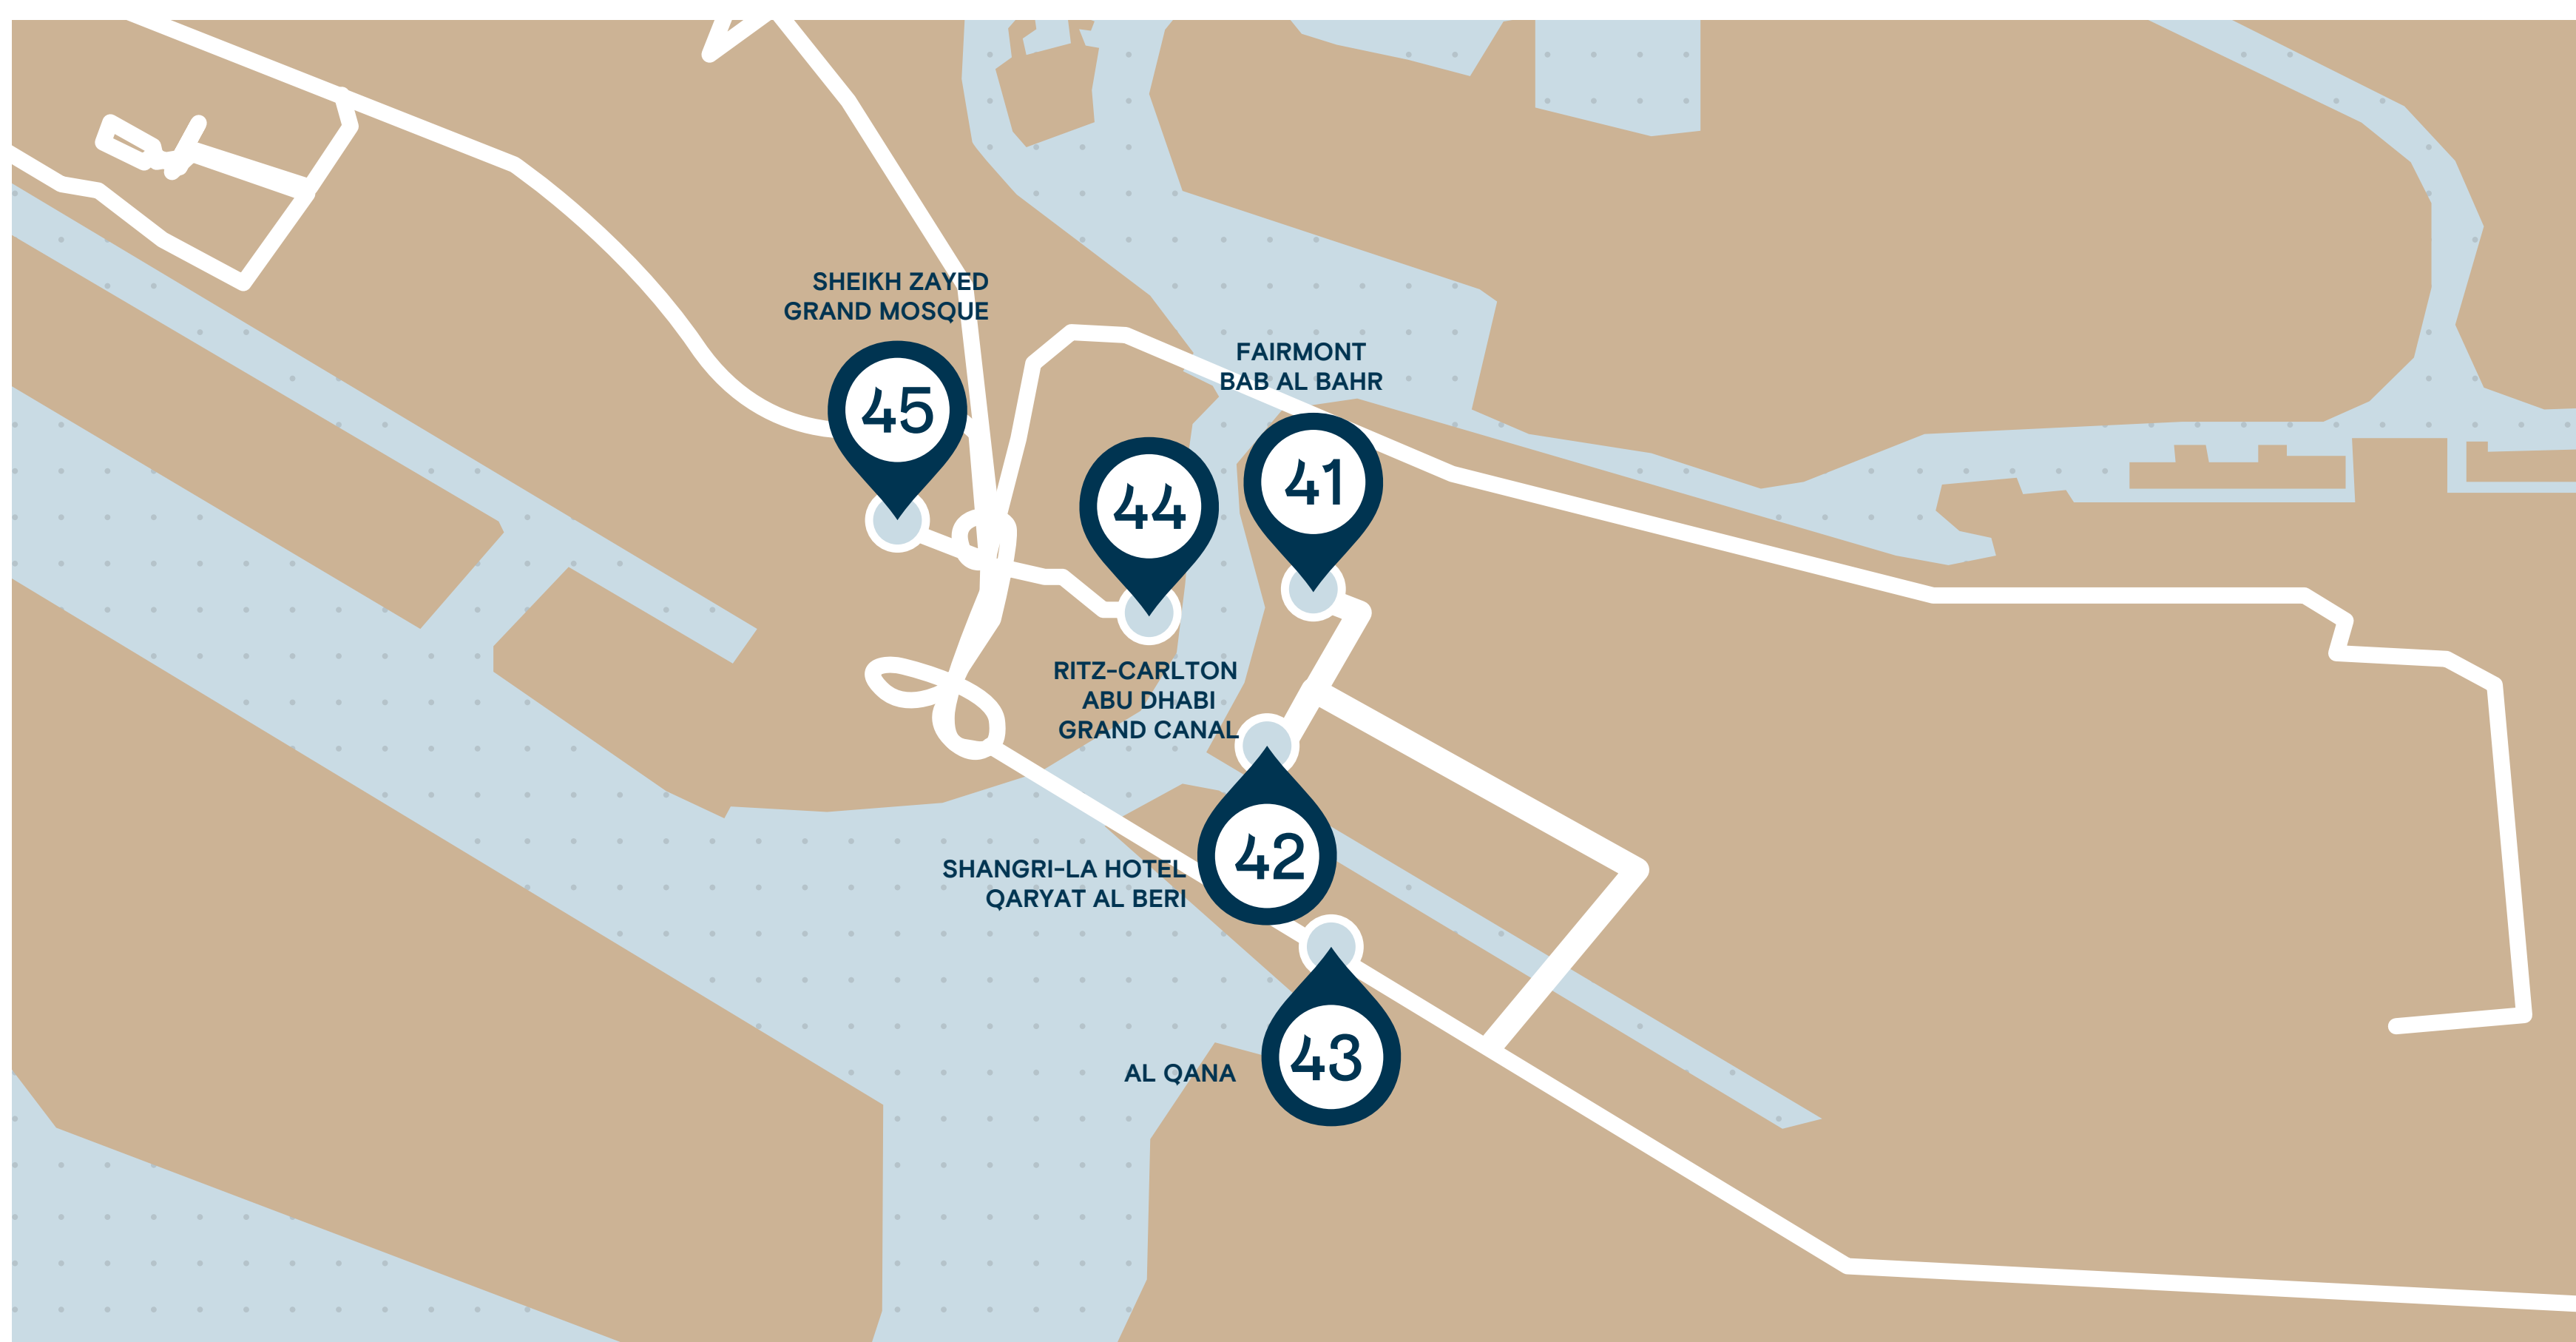 SHEIKH ZAYED
GRAND MOSQUE
45
FAIRMONT
BAB AL BAHR
41
44
RITZ-CARLTON
ABU DHABI
GRAND CANAL
SHANGRI-LA HOTEL
QARYAT AL BERI
42
AL QANA
43